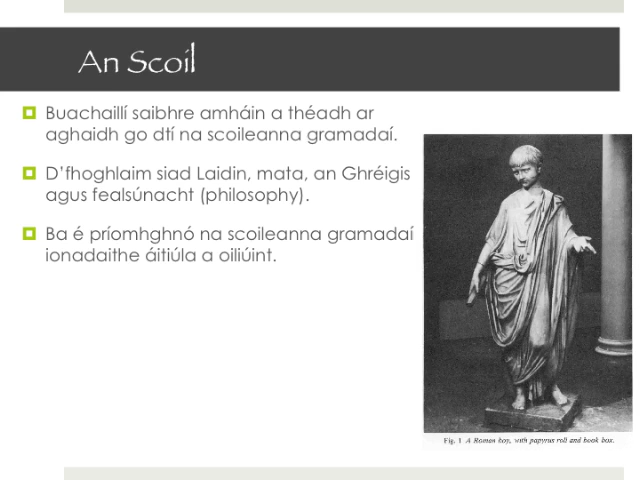 An Scoil
Buachaillí saibhre amháin a théadh ar
aghaidh go dtí na scoileanna gramadaí.
D'fhoghlaim siad Laidin, mata, an Ghréigis
agus fealsúnacht (philosophy).
Ba é príomhghnó na scoileanna gramadaí
ionadaithe áitiúla a oiliúint.
Fig. 1 A Roman boy, with papyrus roll and book box.